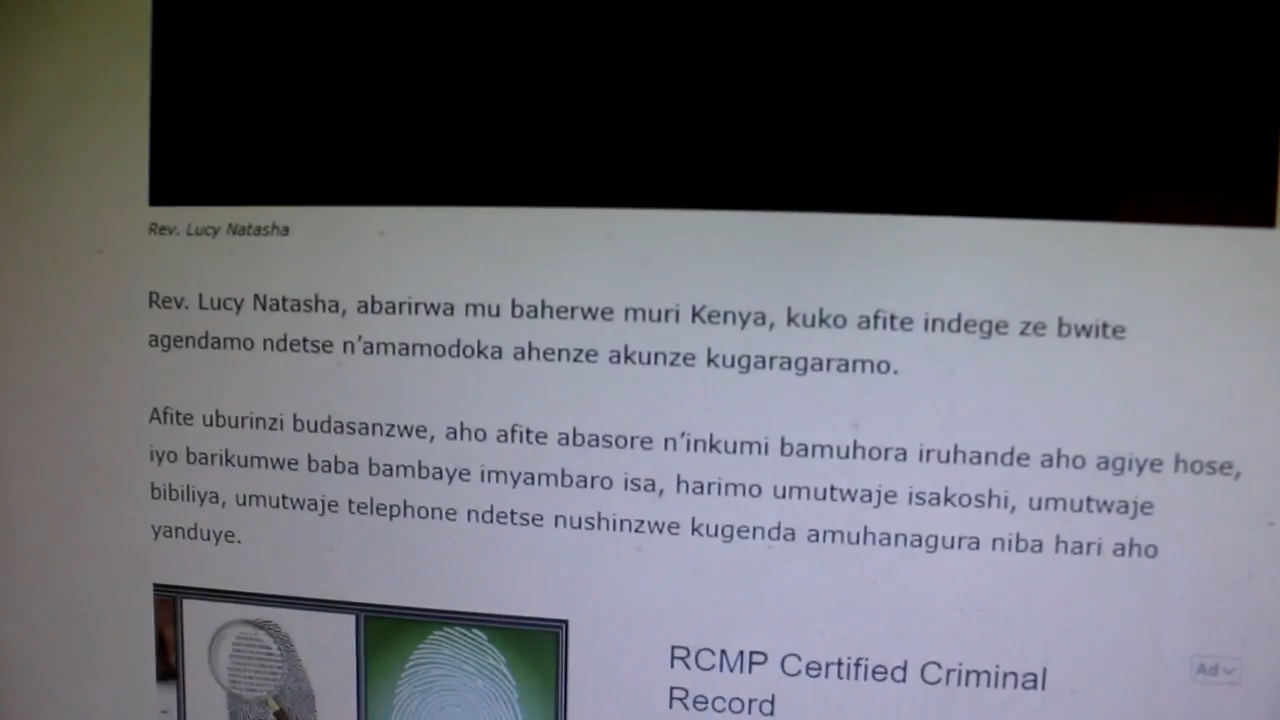 Rev. Lucy Natasha
Rev. Lucy Natasha, abarirwa mu baherwe muri Kenya, kuko afite indege ze bwite
agendamo ndetse n'amamodoka ahenze akunze kugaragaramo.
Afite uburinzi budasanzwe, aho afite abasore n'inkumi bamuhora iruhande aho agiye hose,
iyo barikumwe baba bambaye imyambaro isa, harimo umutwaje isakoshi, umutwaje
bibiliya, umutwaje telephone ndetse nushinzwe kugenda amuhanagura niba hari aho
yanduye.
RCMP Certified Criminal
Record
Ad